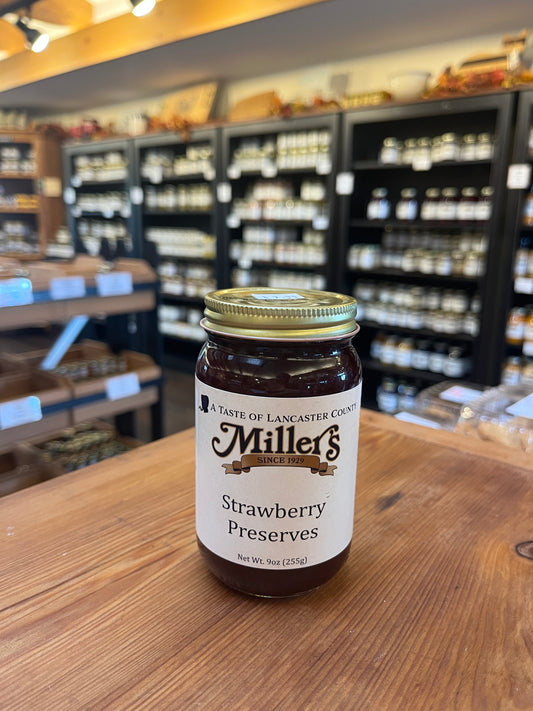 A Taste of Lancaster County
Miller's
SINCE 1929
Strawberry
Preserves
Net Wt. 9oz (255g)